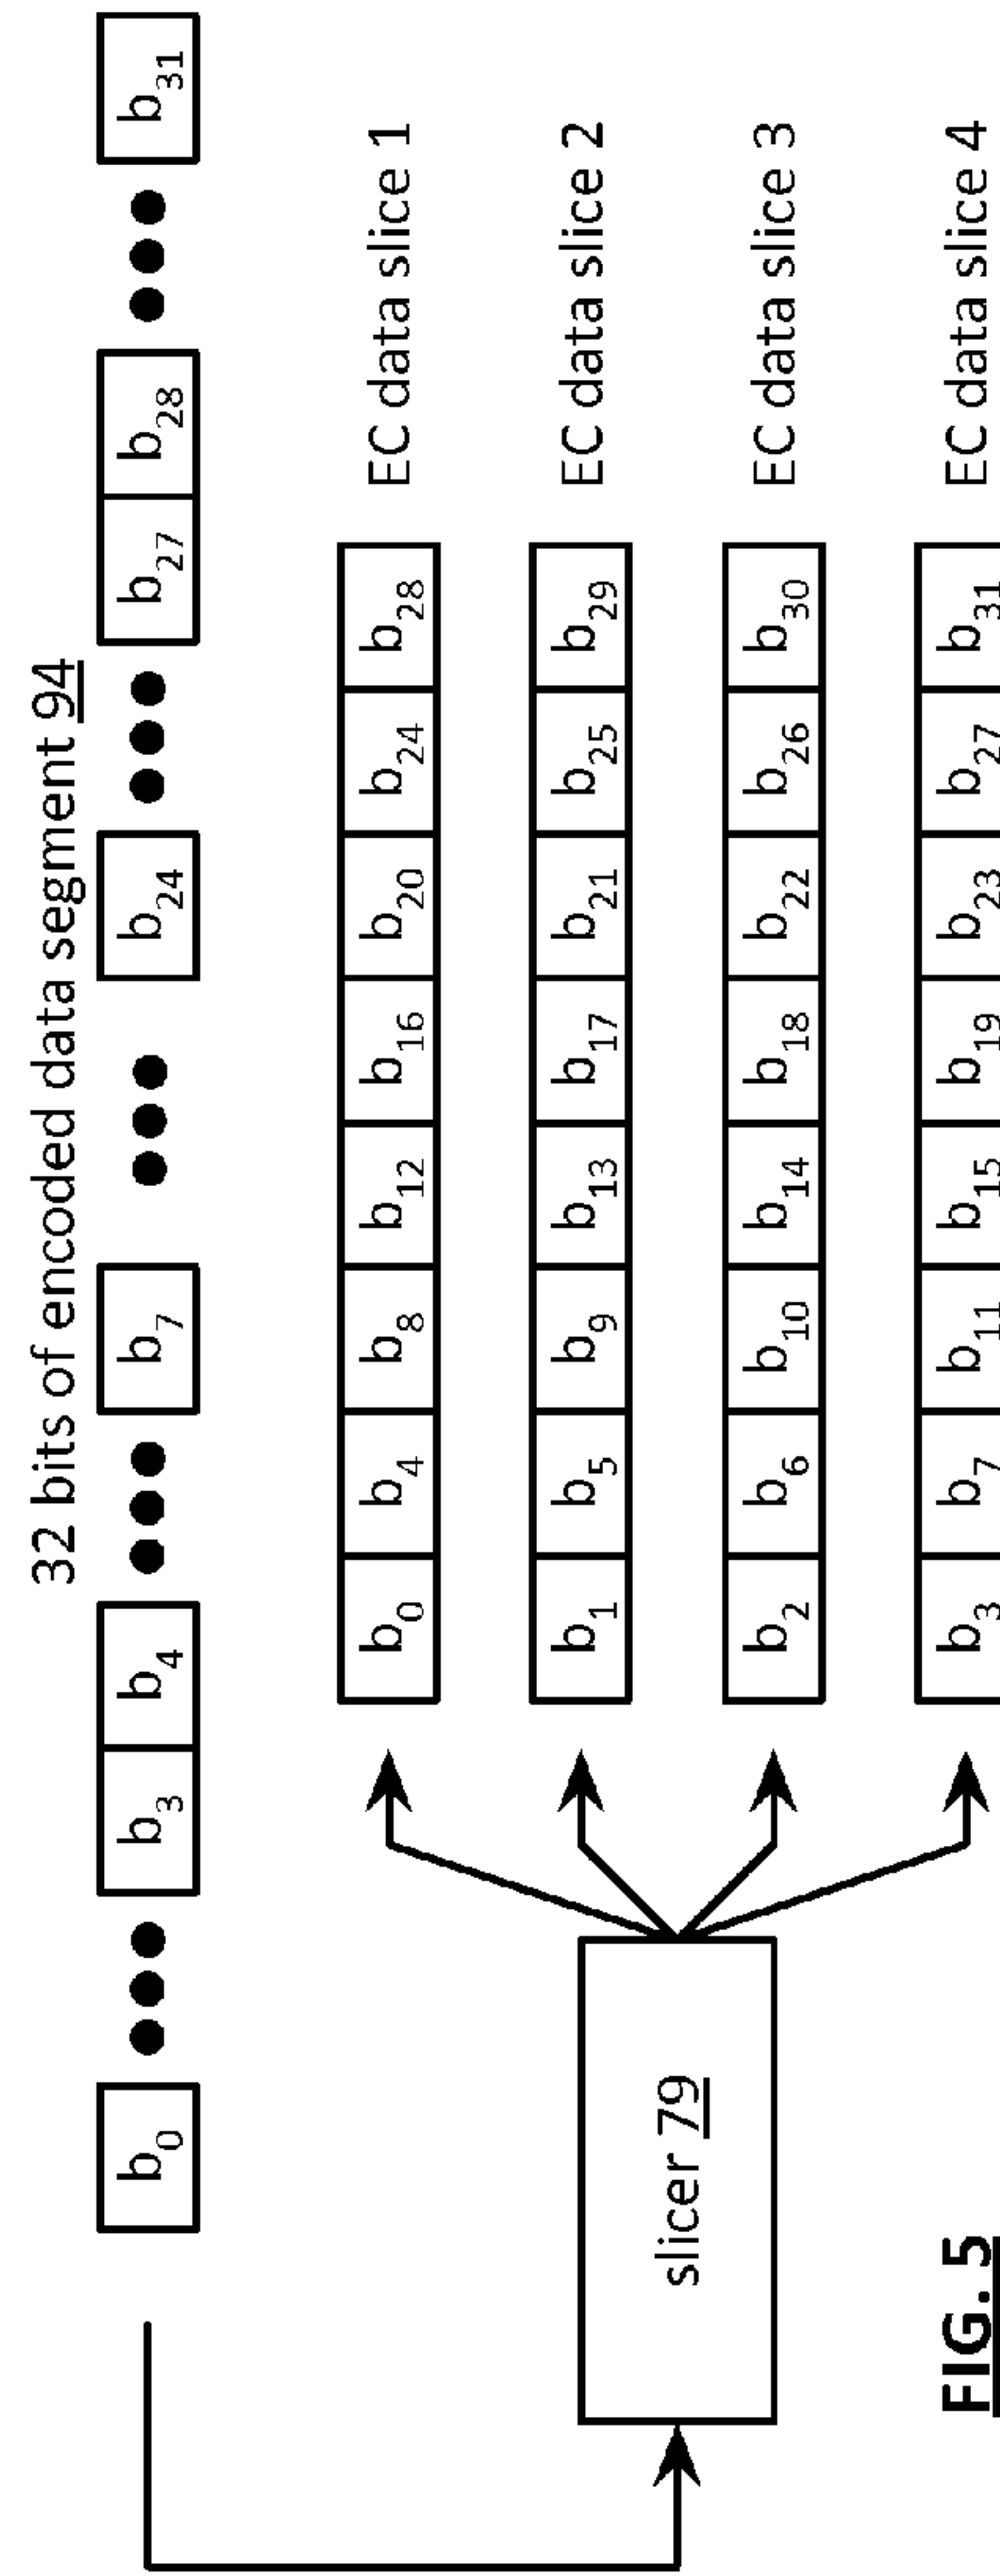 32 bits of encoded data segment 94
b0 ●●● b3 b4 ●●● b7 ●●● b24 ●●● b27 b28 ●●● b31
b0 b4 b8 b12 b16 b20 b24 b28 EC data slice 1
b1 b5 b9 b13 b17 b21 b25 b29 EC data slice 2
slicer 79
b2 b6 b10 b14 b18 b22 b26 b30 EC data slice 3
b3 b7 b11 b15 b19 b23 b27 b31 EC data slice 4
FIG. 5